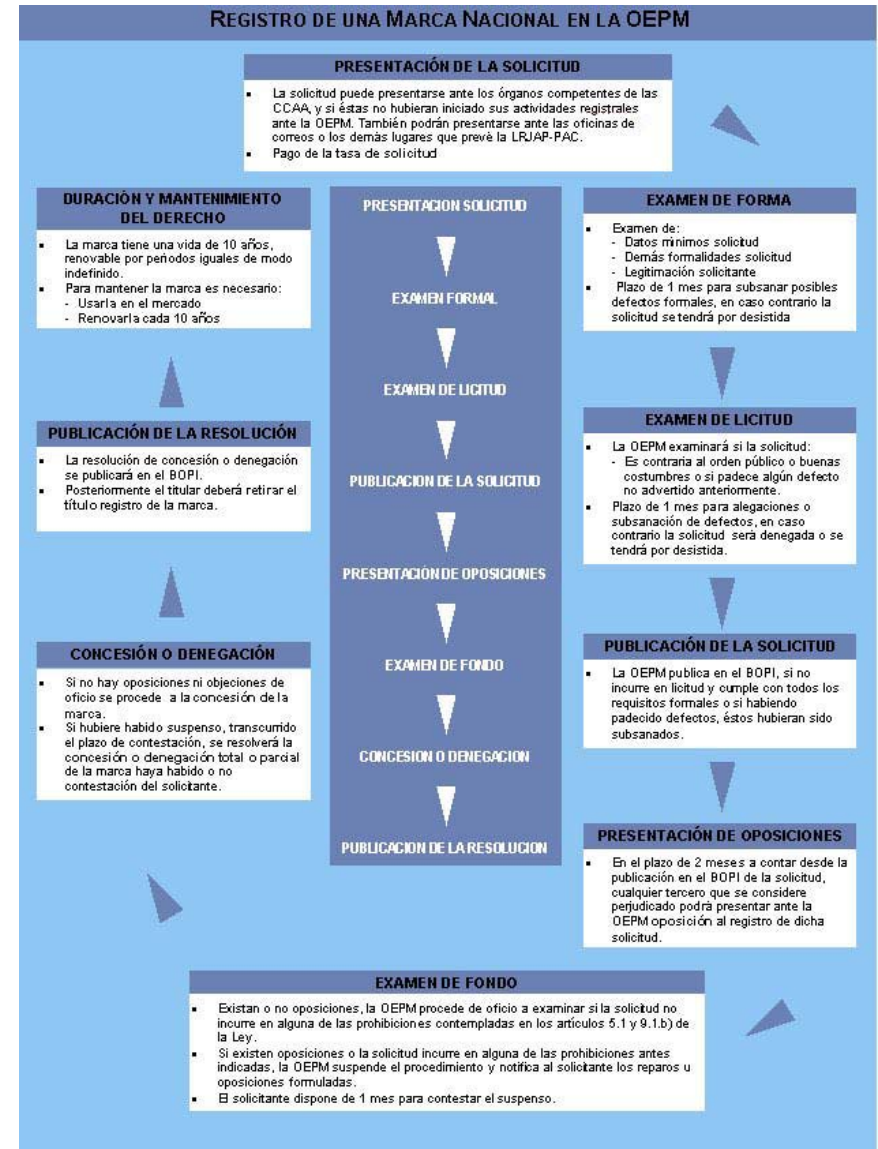 REGISTRO DE UNA MARCA NACIONAL EN LA OEPM
PRESENTACIÓN DE LA SOLICITUD
▪ La solicitud puede presentarse ante los órganos competentes de las
CCAA, y si éstas no hubieran iniciado sus actividades registrales
ante la OEPM. También podrán presentarse ante las oficinas de
correos o los demás lugares que prevé la LRJAP-PAC.
▪ Pago de la tasa de solicitud
PRESENTACION SOLICITUD
EXAMEN FORMAL
EXAMEN DE LICITUD
PUBLICACION DE LA SOLICITUD
PRESENTACIÓN DE OPOSICIONES
EXAMEN DE FONDO
CONCESION O DENEGACION
PUBLICACION DE LA RESOLUCION
EXAMEN DE FORMA
▪ Examen de:
- Datos mínimos solicitud
- Demás formalidades solicitud
- Legitimación solicitante
▪ Plazo de 1 mes para subsanar posibles
defectos formales, en caso contrario la
solicitud se tendrá por desistida
EXAMEN DE LICITUD
▪ La OEPM examinará si la solicitud:
- Es contraria al orden público o buenas
costumbres o si padece algún defecto
no advertido anteriormente.
▪ Plazo de 1 mes para alegaciones o
subsanación de defectos, en caso
contrario la solicitud será denegada o se
tendrá por desistida.
PUBLICACIÓN DE LA SOLICITUD
▪ La OEPM publica en el BOPI, si no
incurre en licitud y cumple con todos los
requisitos formales o si habiendo
padecido defectos, éstos hubieran sido
subsanados.
PRESENTACIÓN DE OPOSICIONES
▪ En el plazo de 2 meses a contar desde la
publicación en el BOPI de la solicitud,
cualquier tercero que se considere
perjudicado podrá presentar ante la
OEPM oposición al registro de dicha
solicitud.
EXAMEN DE FONDO
▪ Existan o no oposiciones, la OEPM procede de oficio a examinar si la solicitud no
incurre en alguna de las prohibiciones contempladas en los artículos 5.1 y 9.1.b) de
la Ley.
▪ Si existen oposiciones o la solicitud incurre en alguna de las prohibiciones antes
indicadas, la OEPM suspende el procedimiento y notifica al solicitante los reparos u
oposiciones formuladas.
▪ El solicitante dispone de 1 mes para contestar el suspenso.
CONCESIÓN O DENEGACIÓN
▪ Si no hay oposiciones ni objeciones de
oficio se procede a la concesión de la
marca.
▪ Si hubiere habido suspenso, transcurrido
el plazo de contestación, se resolverá la
concesión o denegación total o parcial
de la marca haya habido o no
contestación del solicitante.
PUBLICACIÓN DE LA RESOLUCIÓN
▪ La resolución de concesión o denegación
se publicará en el BOPI.
▪ Posteriormente el titular deberá retirar el
título registro de la marca.
DURACIÓN Y MANTENIMIENTO
DEL DERECHO
▪ La marca tiene una vida de 10 años,
renovable por periodos iguales de modo
indefinido.
▪ Para mantener la marca es necesario:
- Usarla en el mercado
- Renovarla cada 10 años